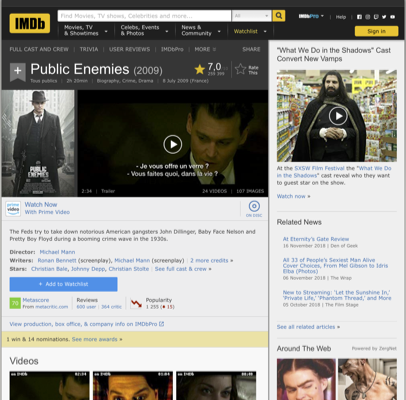 IMDb
Find Movies, TV shows, Celebrities and more...
All
IMDbPro
Help
Movies, TV & Showtimes
Celebs, Events & Photos
News & Community
Watchlist
Sign in
FULL CAST AND CREW | TRIVIA | USER REVIEWS | IMDbPro | MORE
SHARE
Public Enemies (2009)
7,0
Rate This
Tous publics | 2h 20min | Biography, Crime, Drama | 8 July 2009 (France)
PUBLIC ENEMIES
- Je vous offre un verre ?
- Vous faites quoi, dans la vie ?
2:34 | Trailer
24 VIDEOS | 107 IMAGES
prime video
Watch Now
With Prime Video
ON DISC
The Feds try to take down notorious American gangsters John Dillinger, Baby Face Nelson and
Pretty Boy Floyd during a booming crime wave in the 1930s.
Director: Michael Mann
Writers: Ronan Bennett (screenplay), Michael Mann (screenplay) | 2 more credits »
Stars: Christian Bale, Johnny Depp, Christian Stolte | See full cast & crew »
+ Add to Watchlist
70
Metascore
From metacritic.com
Reviews
600 user | 364 critic
Popularity
1 255
View production, box office, & company info on IMDbPro
1 win & 14 nominations. See more awards »
Videos
"What We Do in the Shadows" Cast
Convert New Vamps
At the SXSW Film Festival the "What We Do
in the Shadows" cast reveal who they want
to guest star on the show.
Watch now »
Related News
At Eternity's Gate Review
16 November 2018 | Den of Geek
All 33 of People's Sexiest Man Alive
Cover Choices, From Mel Gibson to Idris
Elba (Photos)
06 November 2018 | The Wrap
New to Streaming: 'Let the Sunshine In,'
'Private Life,' 'Phantom Thread,' and More
05 October 2018 | The Film Stage
See all related articles »
Around The Web
Powered by ZergNet